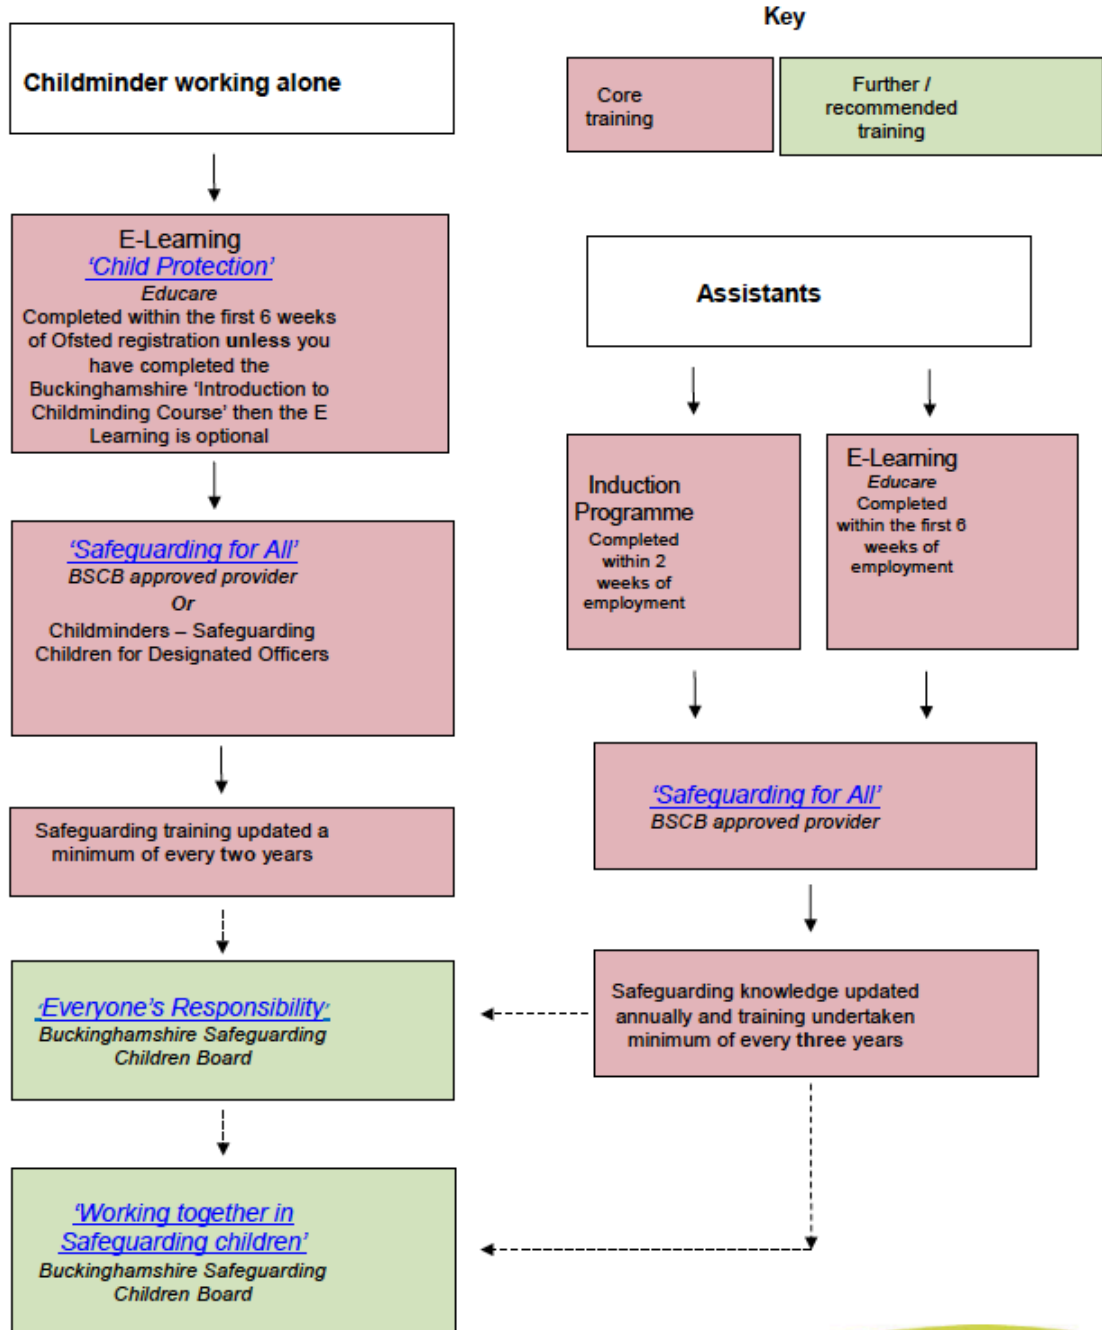 Key
Childminder working alone
Core
training
Further /
recommended
training
E-Learning
‘Child Protection’
Educare
Completed within the first 6 weeks
of Ofsted registration unless you
have completed the
Buckinghamshire ‘Introduction to
Childminding Course’ then the E
Learning is optional
‘Safeguarding for All’
BSCB approved provider
Or
Childminders – Safeguarding
Children for Designated Officers
Safeguarding training updated a
minimum of every two years
‘Everyone’s Responsibility’
Buckinghamshire Safeguarding
Children Board
‘Working together in
Safeguarding children’
Buckinghamshire Safeguarding
Children Board
Assistants
Induction
Programme
Completed
within 2
weeks of
employment
E-Learning
Educare
Completed
within the first 6
weeks of
employment
‘Safeguarding for All’
BSCB approved provider
Safeguarding knowledge updated
annually and training undertaken
minimum of every three years